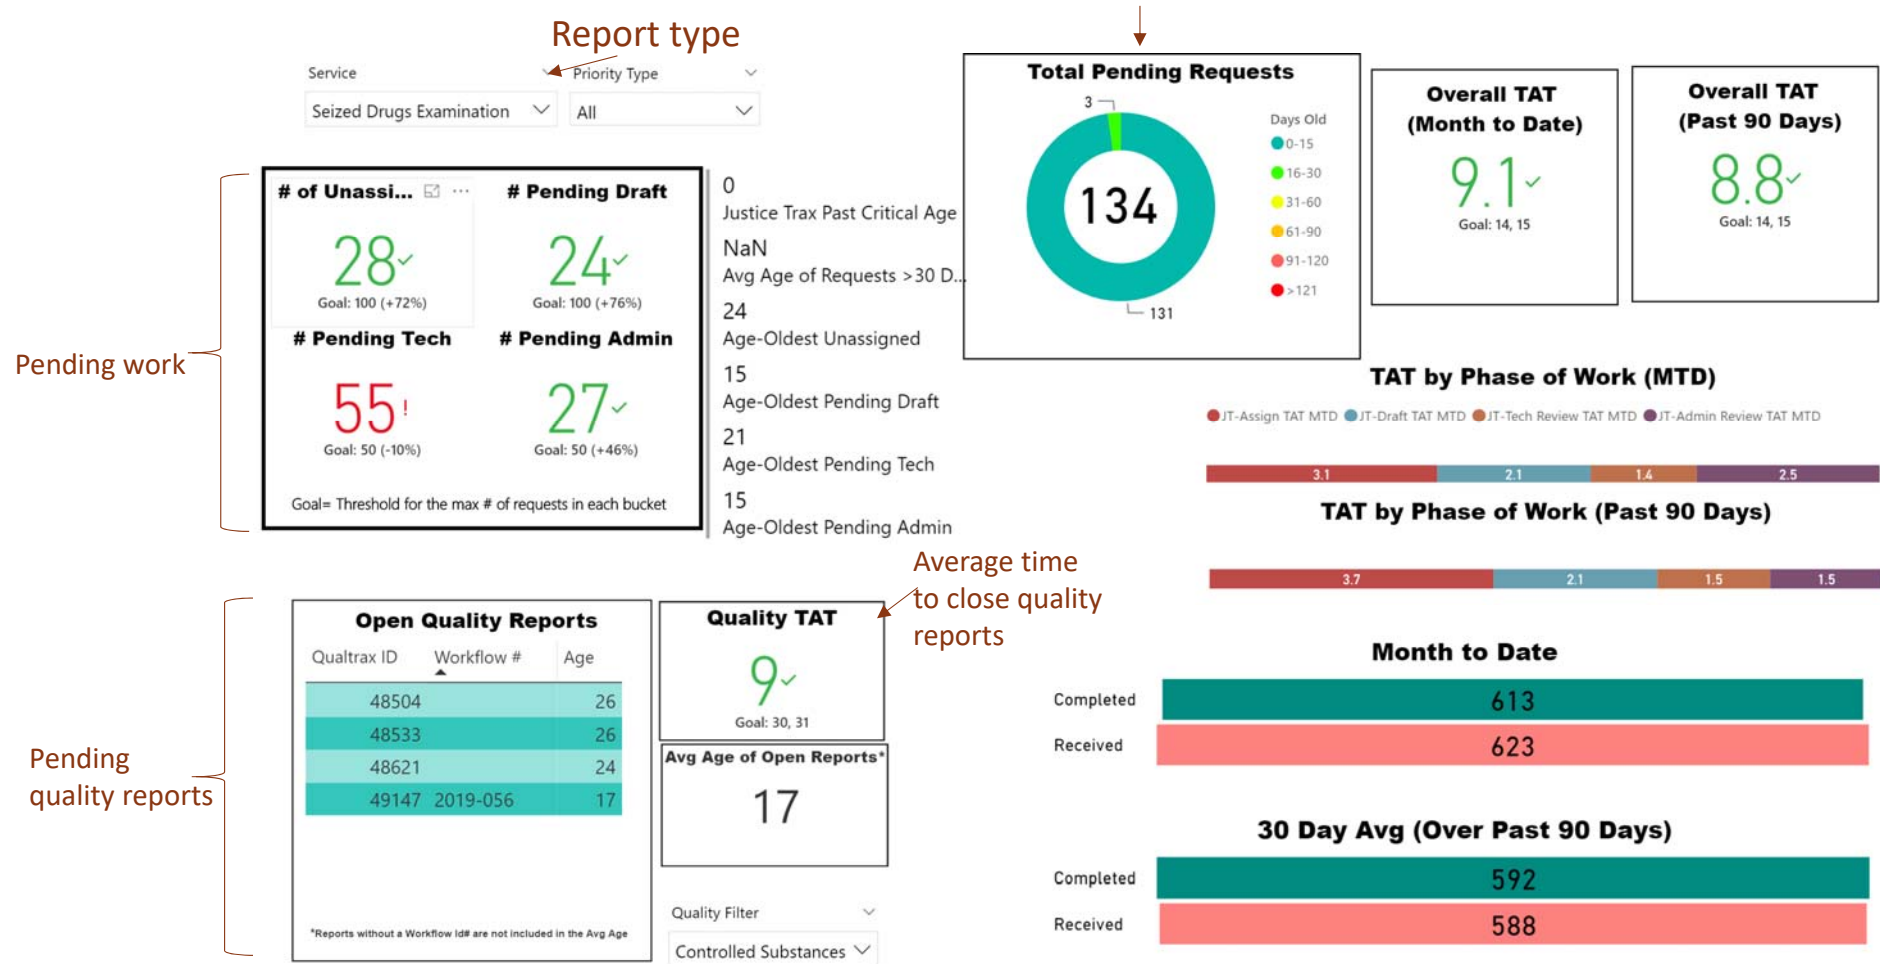 Report type
Service
Priority Type
Seized Drugs Examination
All
Pending work
# of Unassi...
# Pending Draft
28
24
Goal: 100 (+72%)
Goal: 100 (+76%)
# Pending Tech
# Pending Admin
55!
27
Goal: 50 (-10%)
Goal: 50 (+46%)
Goal= Threshold for the max # of requests in each bucket
0
Justice Trax Past Critical Age
NaN
Avg Age of Requests >30 D...
24
Age-Oldest Unassigned
15
Age-Oldest Pending Draft
21
Age-Oldest Pending Tech
15
Age-Oldest Pending Admin
Total Pending Requests
3
134
131
Days Old
0-15
16-30
31-60
61-90
91-120
>121
Overall TAT
(Month to Date)
9.1
Goal: 14, 15
Overall TAT
(Past 90 Days)
8.8
Goal: 14, 15
TAT by Phase of Work (MTD)
JT-Assign TAT MTD JT-Draft TAT MTD JT-Tech Review TAT MTD JT-Admin Review TAT MTD
3.1 2.1 1.4 2.5
TAT by Phase of Work (Past 90 Days)
3.7 2.1 1.5 1.5
Pending
quality reports
Open Quality Reports
Qualtrax ID Workflow # Age
48504 26
48533 26
48621 24
49147 2019-056 17
*Reports without a Workflow Id# are not included in the Avg Age
Quality TAT
9
Goal: 30, 31
Average time
to close quality
reports
Avg Age of Open Reports*
17
Quality Filter
Controlled Substances
Month to Date
Completed 613
Received 623
30 Day Avg (Over Past 90 Days)
Completed 592
Received 588